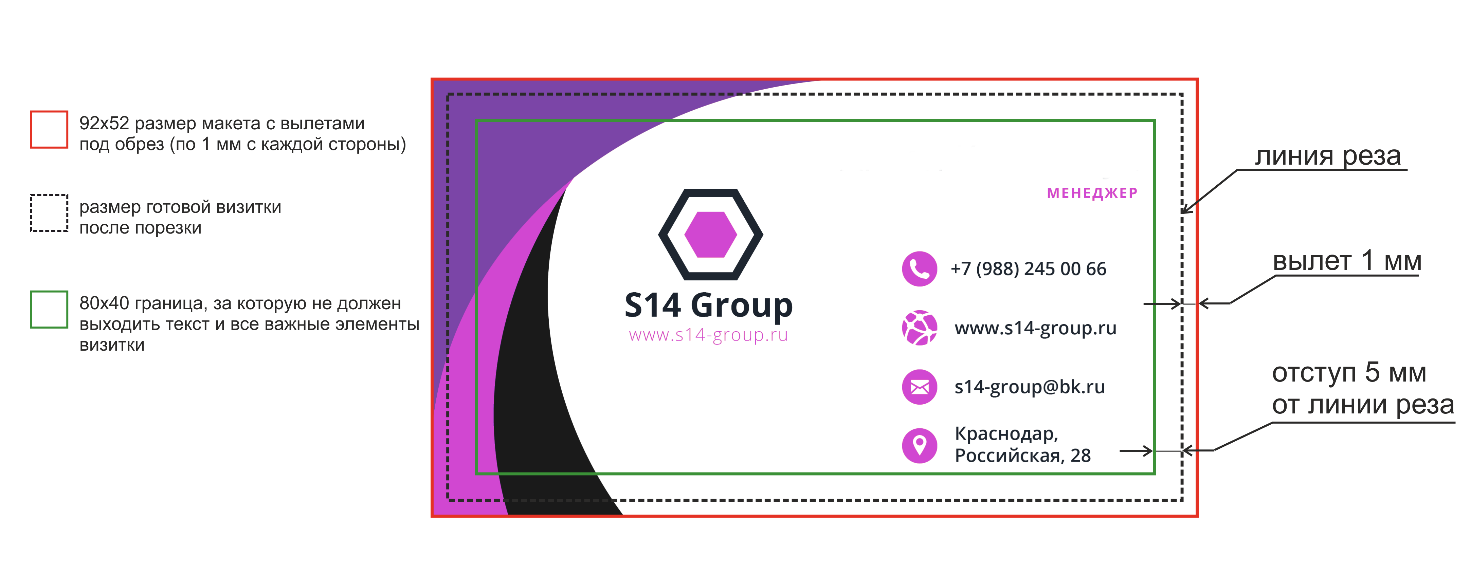 92x52 размер макета с вылетами
под обрез (по 1 мм с каждой стороны)
размер готовой визитки
после порезки
80x40 граница, за которую не должен
выходить текст и все важные элементы
визитки
S14 Group
www.s14-group.ru
МЕНЕДЖЕР
+7 (988) 245 00 66
www.s14-group.ru
s14-group@bk.ru
Краснодар,
Российская, 28
линия реза
вылет 1 мм
отступ 5 мм
от линии реза